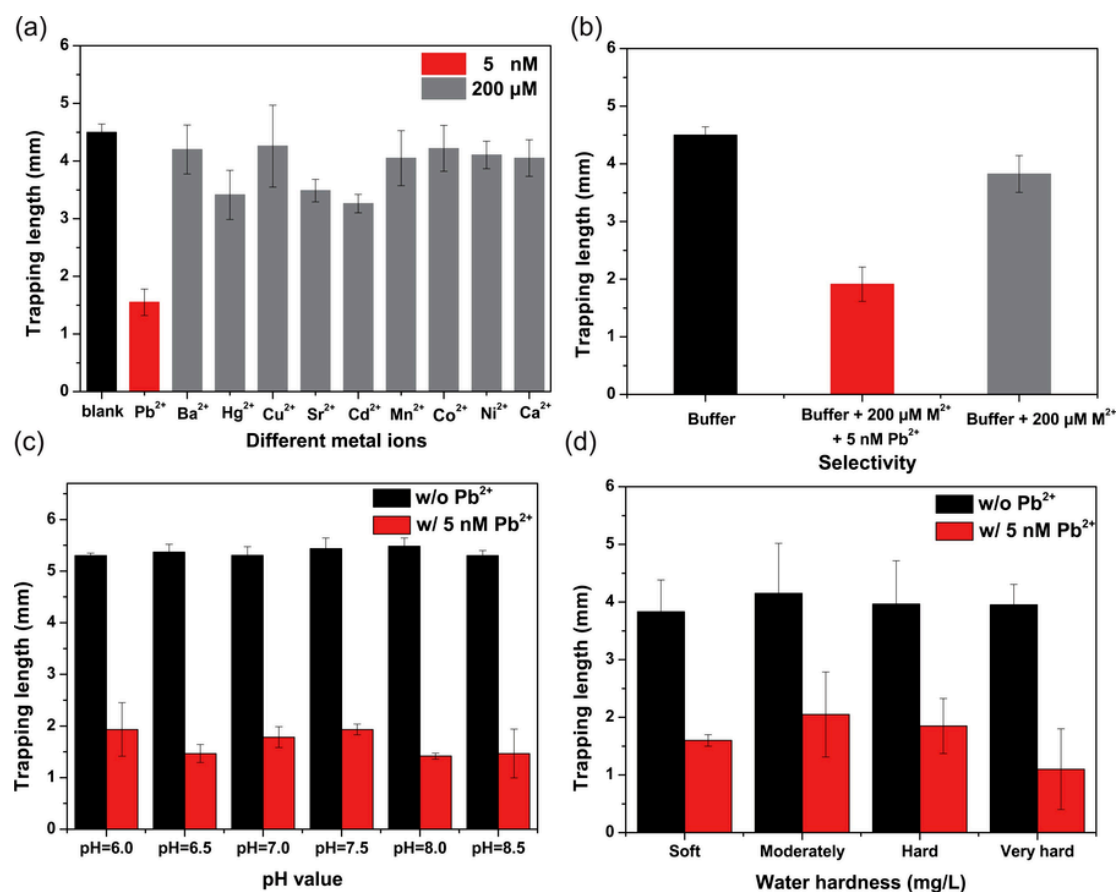 (a)
6
5
4
3
2
1
0
Trapping length (mm)
5 nM
200 µM
blank Pb²⁺ Ba²⁺ Hg²⁺ Cu²⁺ Sr²⁺ Cd²⁺ Mn²⁺ Co²⁺ Ni²⁺ Ca²⁺
Different metal ions
(b)
6
5
4
3
2
1
0
Trapping length (mm)
Buffer
Buffer + 200 µM M²⁺
+ 5 nM Pb²⁺
Buffer + 200 µM M²⁺
Selectivity
(c)
6
5
4
3
2
1
0
Trapping length (mm)
w/o Pb²⁺
w/ 5 nM Pb²⁺
pH=6.0 pH=6.5 pH=7.0 pH=7.5 pH=8.0 pH=8.5
pH value
(d)
6
5
4
3
2
1
0
Trapping length (mm)
w/o Pb²⁺
w/ 5 nM Pb²⁺
Soft Moderately Hard Very hard
Water hardness (mg/L)